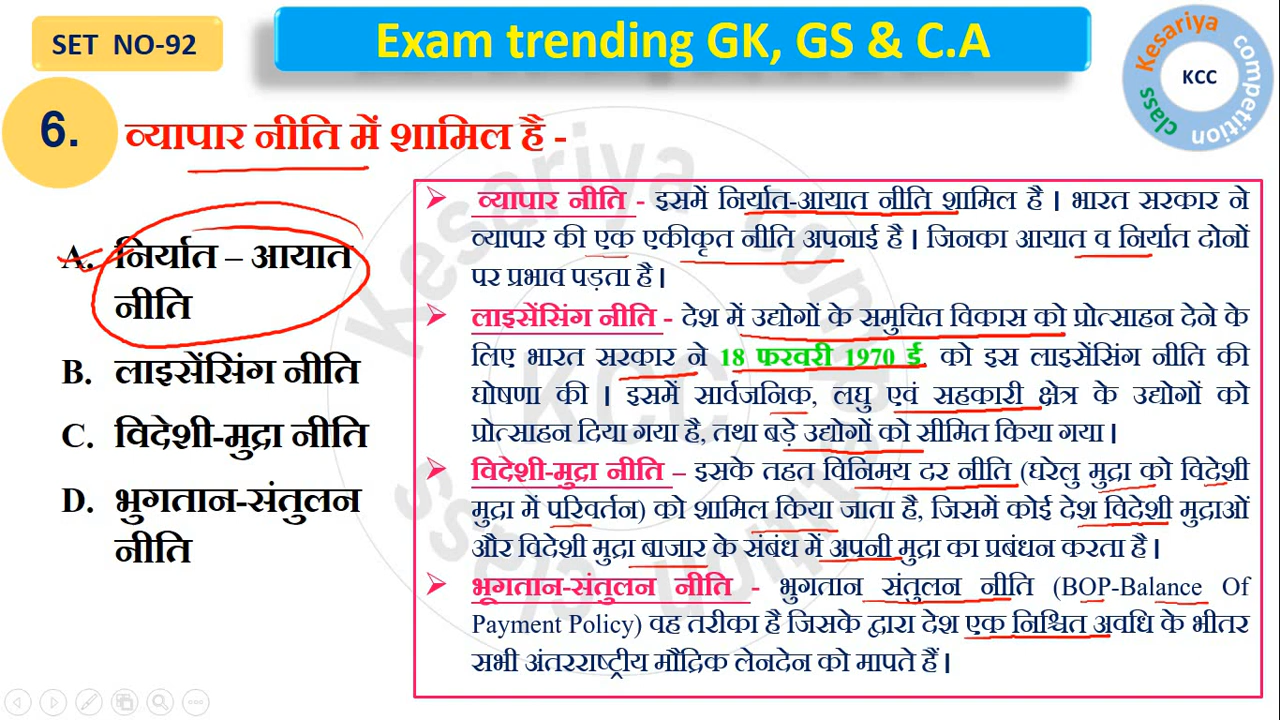 SET NO-92
Exam trending GK, GS & C.A
Kesariya competition class
KCC
6.
व्यापार नीति में शामिल है -
A. निर्यात – आयात
नीति
B. लाइसेंसिंग नीति
C. विदेशी-मुद्रा नीति
D. भुगतान-संतुलन
नीति
➢ व्यापार नीति - इसमें निर्यात-आयात नीति शामिल है। भारत सरकार ने
व्यापार की एक एकीकृत नीति अपनाई है। जिनका आयात व निर्यात दोनों
पर प्रभाव पड़ता है।
➢ लाइसेंसिंग नीति - देश में उद्योगों के समुचित विकास को प्रोत्साहन देने के
लिए भारत सरकार ने 18 फरवरी 1970 ई. को इस लाइसेंसिंग नीति की
घोषणा की। इसमें सार्वजनिक, लघु एवं सहकारी क्षेत्र के उद्योगों को
प्रोत्साहन दिया गया है, तथा बड़े उद्योगों को सीमित किया गया।
➢ विदेशी-मुद्रा नीति – इसके तहत विनिमय दर नीति (घरेलु मुद्रा को विदेशी
मुद्रा में परिवर्तन) को शामिल किया जाता है, जिसमें कोई देश विदेशी मुद्राओं
और विदेशी मुद्रा बाजार के संबंध में अपनी मुद्रा का प्रबंधन करता है।
➢ भूगतान-संतुलन नीति - भुगतान संतुलन नीति (BOP-Balance Of
Payment Policy) वह तरीका है जिसके द्वारा देश एक निश्चित अवधि के भीतर
सभी अंतरराष्ट्रीय मौद्रिक लेनदेन को मापते हैं।
Kesariya competition class
KCC